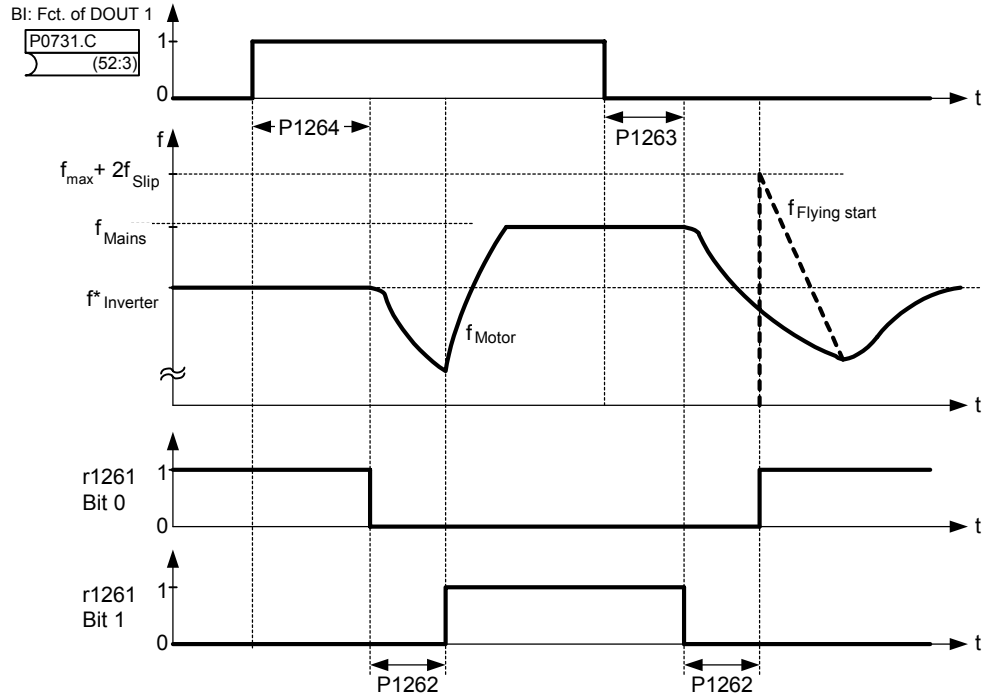 BI: Fct. of DOUT 1
P0731.C
(52:3)
1
0
t
P1264
P1263
f
fmax + 2fSlip
fMains
f* Inverter
fMotor
fFlying start
t
r1261
Bit 0
1
0
t
r1261
Bit 1
1
0
t
P1262
P1262